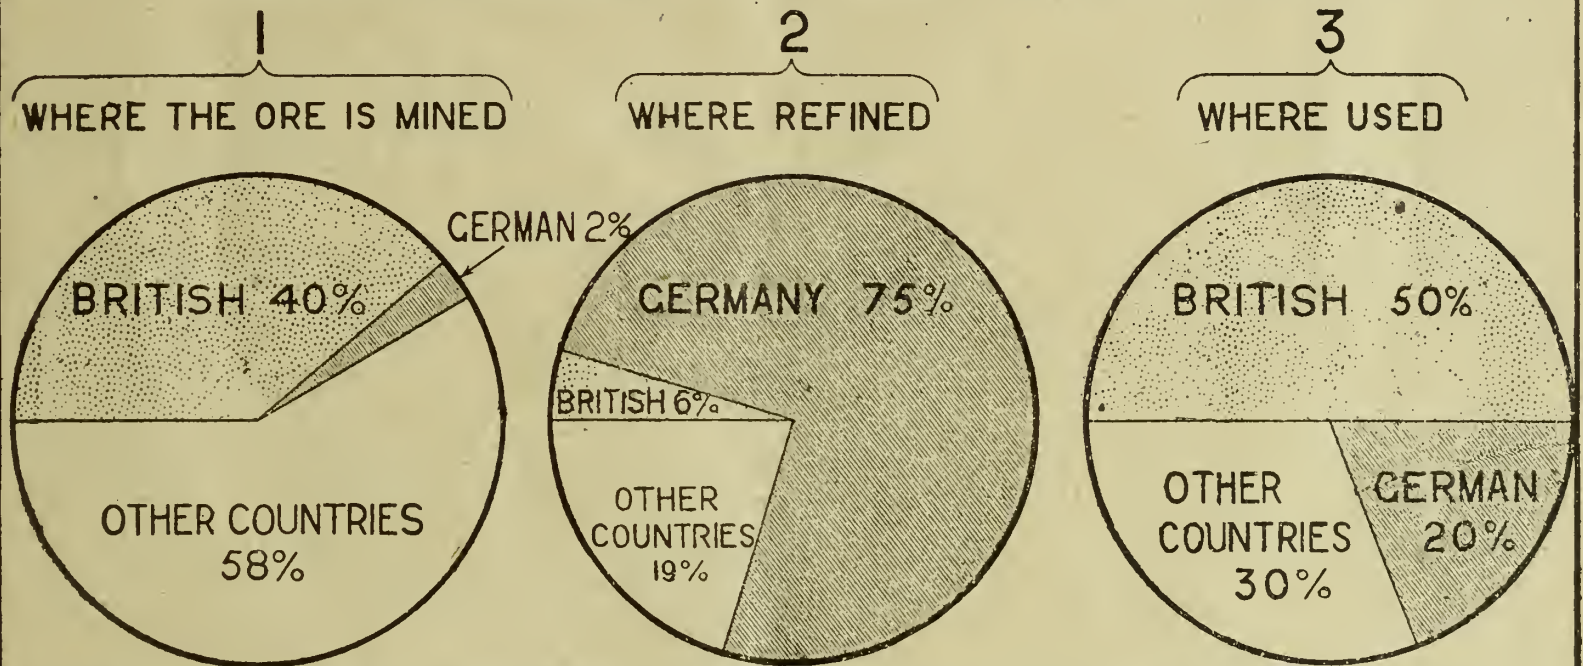 1
WHERE THE ORE IS MINED
BRITISH 40%
GERMAN 2%
OTHER COUNTRIES
58%
2
WHERE REFINED
GERMANY 75%
BRITISH 6%
OTHER
COUNTRIES
19%
3
WHERE USED
BRITISH 50%
OTHER
COUNTRIES
30%
GERMAN
20%